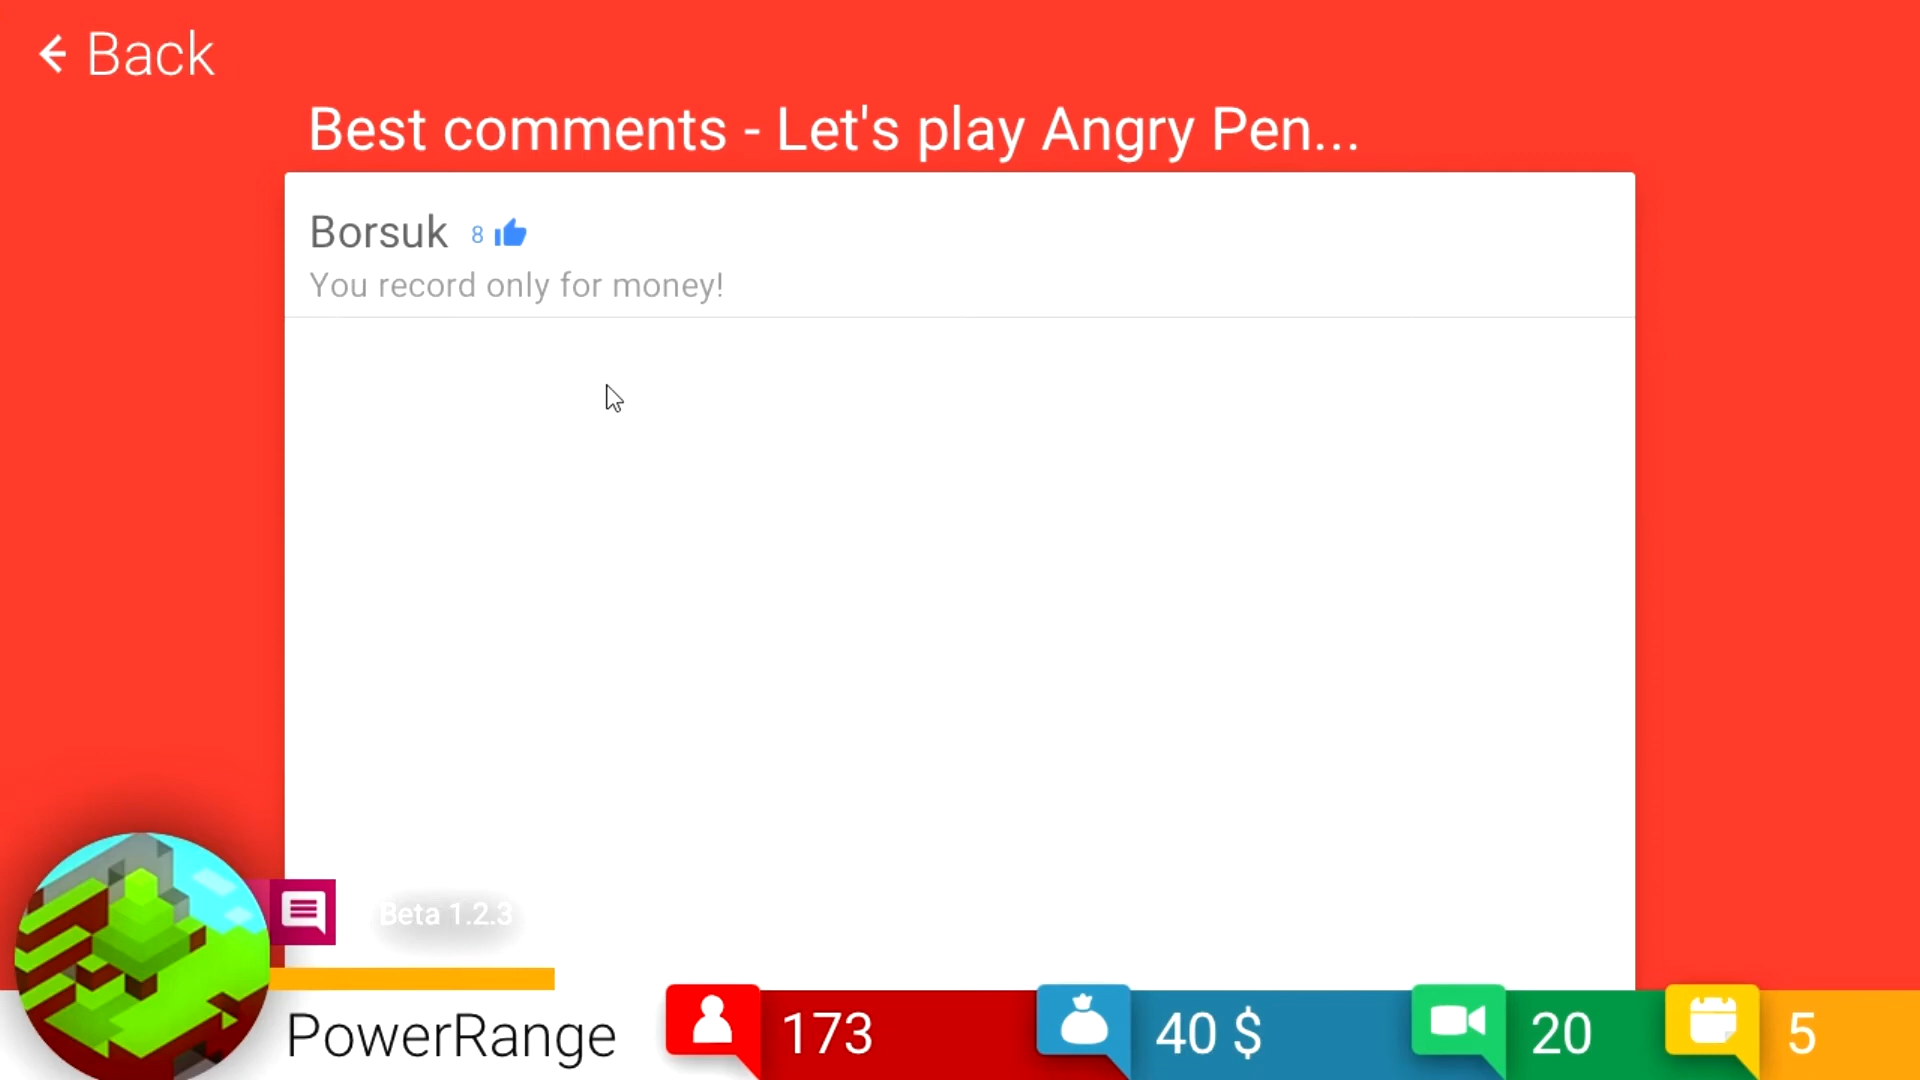 Back
Best comments - Let's play Angry Pen...
Borsuk 8
You record only for money!
Beta 1.2.3
PowerRange 173 40 $ 20 5